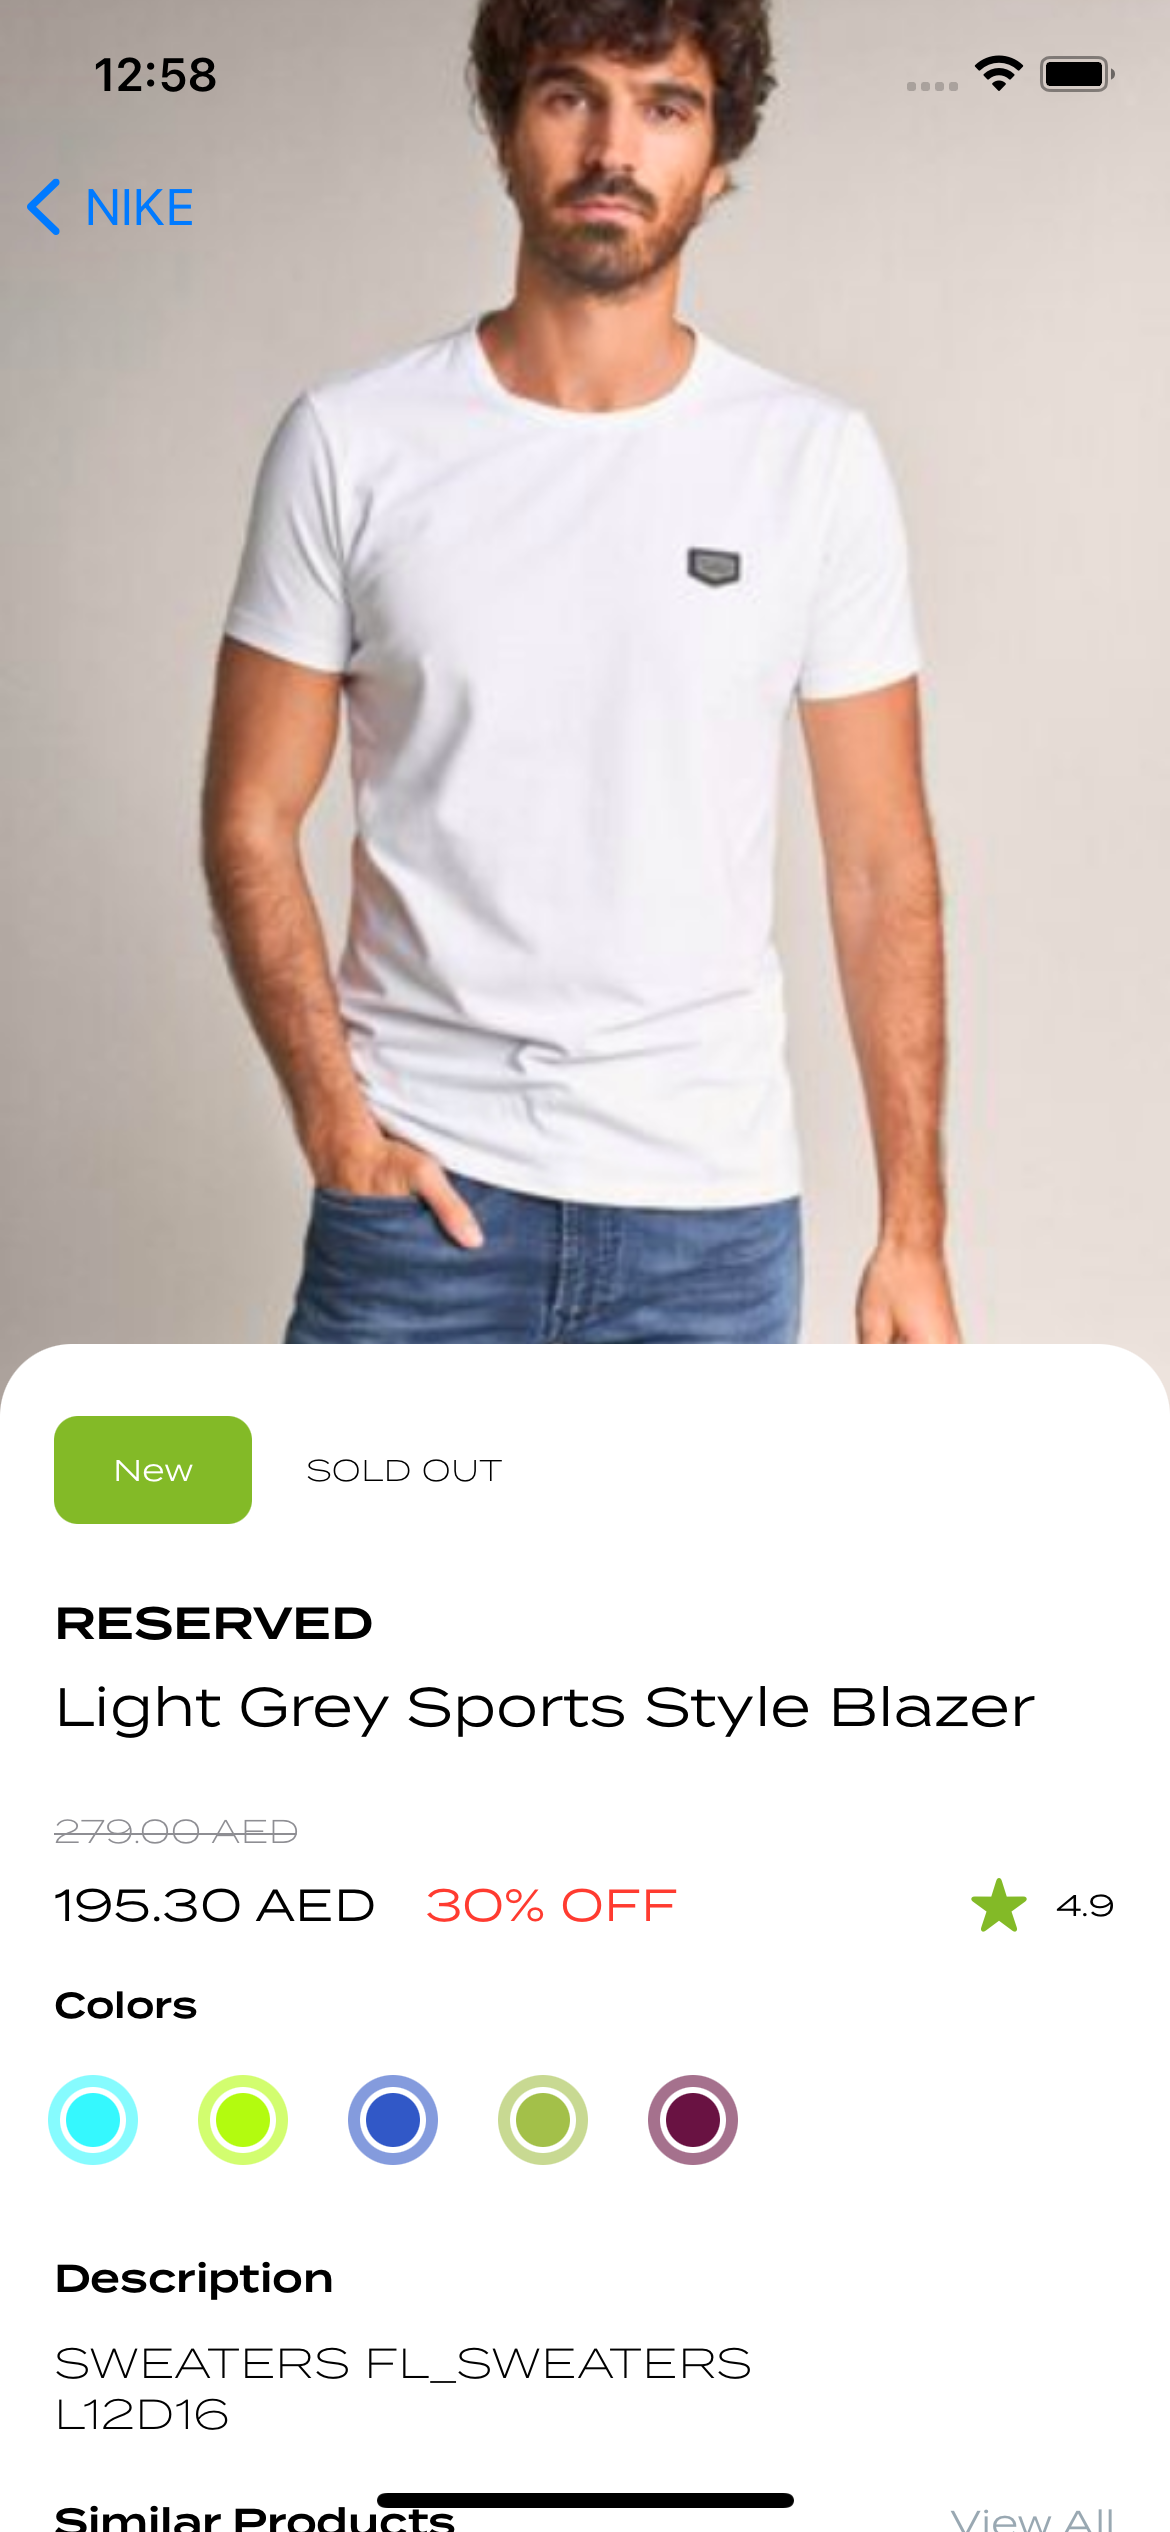 12:58
NIKE
New
SOLD OUT
RESERVED
Light Grey Sports Style Blazer
279.00 AED
195.30 AED 30% OFF
4.9
Colors
Description
SWEATERS FL_SWEATERS
L12D16
Similar Products
View All